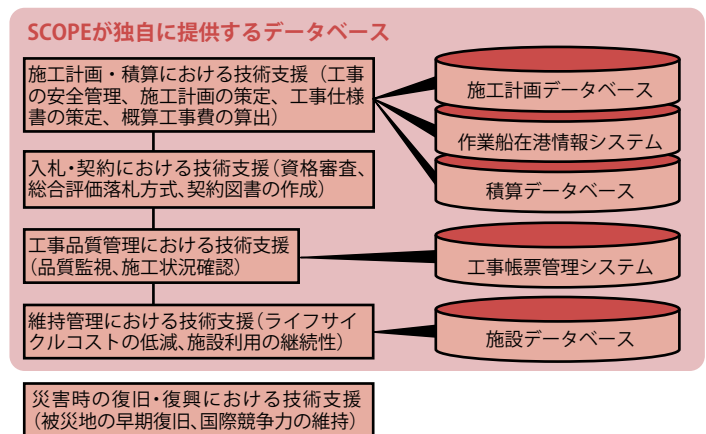 SCOPEが独自に提供するデータベース
施工計画・積算における技術支援（工事
の安全管理、施工計画の策定、工事仕様
書の策定、概算工事費の算出）
施工計画データベース
作業船在港情報システム
積算データベース
入札・契約における技術支援（資格審査、
総合評価落札方式、契約図書の作成）
工事品質管理における技術支援
（品質監視、施工状況確認）
工事帳票管理システム
維持管理における技術支援（ライフサイ
クルコストの低減、施設利用の継続性）
施設データベース
災害時の復旧・復興における技術支援
（被災地の早期復旧、国際競争力の維持）